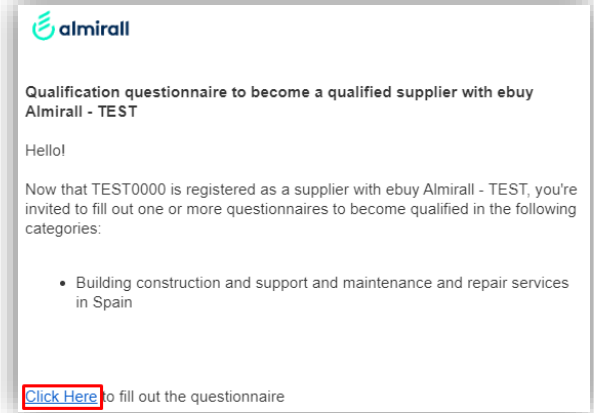 almirall
Qualification questionnaire to become a qualified supplier with ebuy
Almirall - TEST
Hello!
Now that TEST0000 is registered as a supplier with ebuy Almirall - TEST, you're
invited to fill out one or more questionnaires to become qualified in the following
categories:
• Building construction and support and maintenance and repair services
in Spain
Click Here to fill out the questionnaire